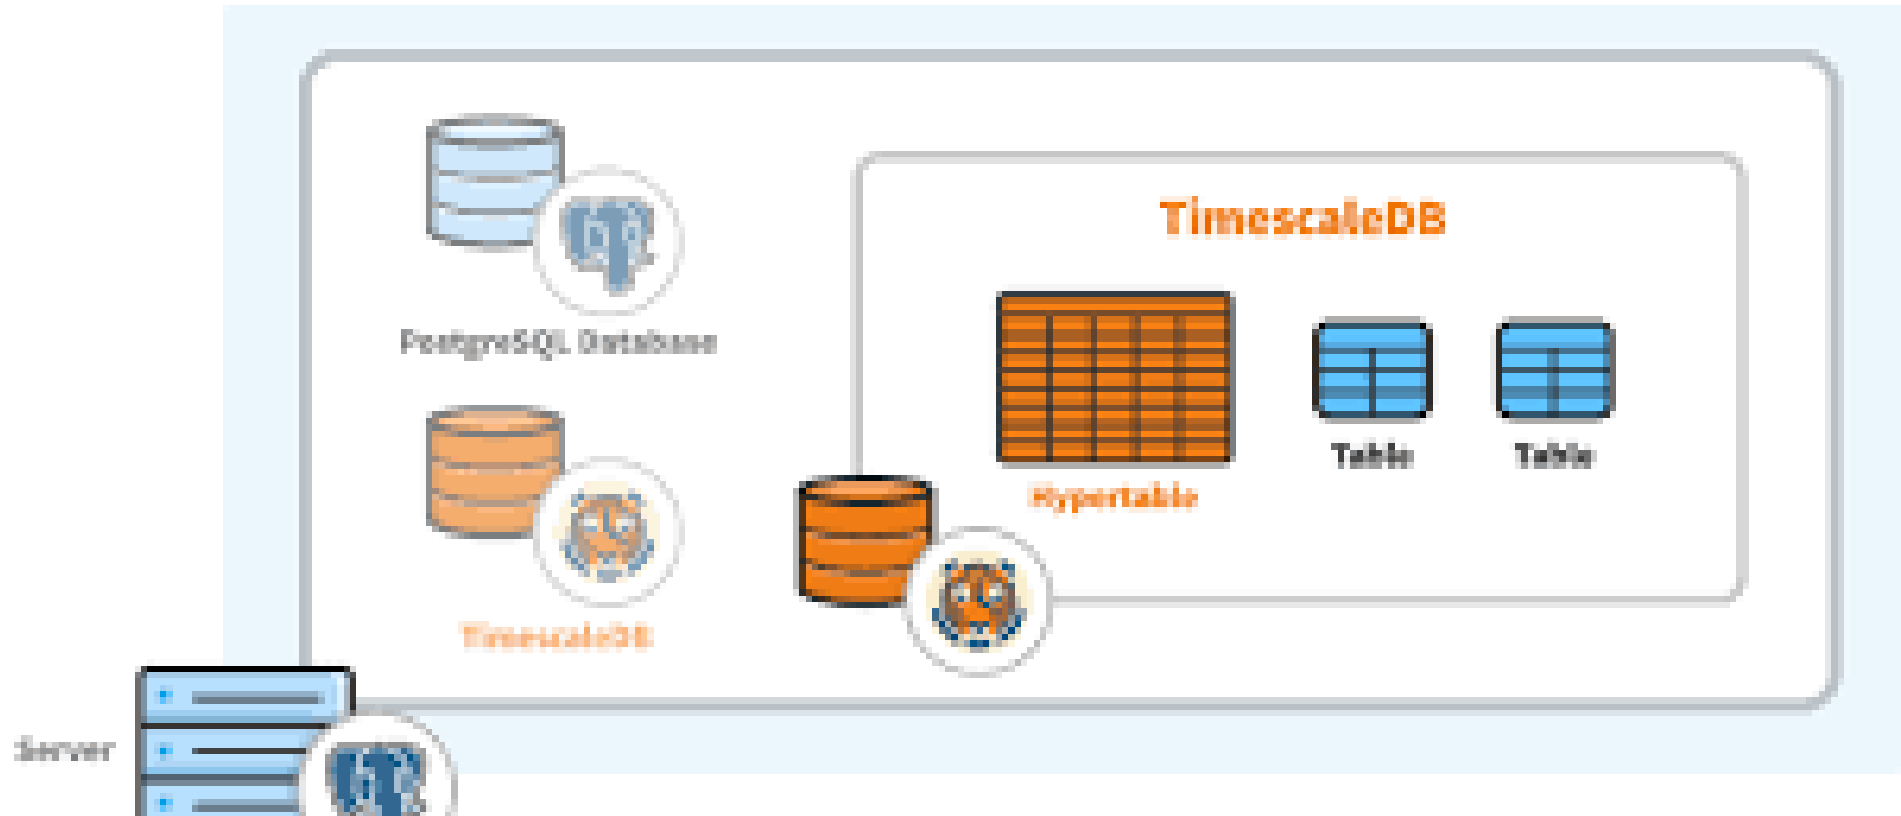 TimescaleDB
PostgreSQL Database
Hypertable
Table
Table
TimescaleDB
Server